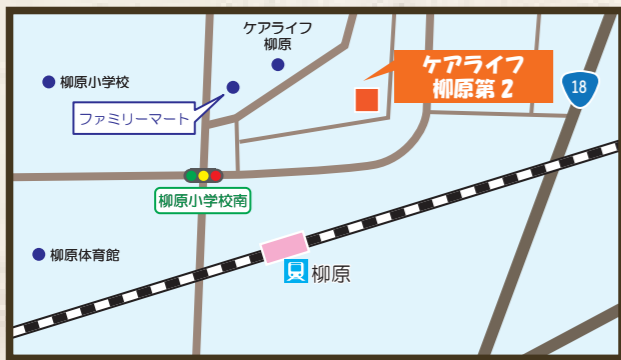 ケアライフ
柳原
ケアライフ
柳原第2
柳原小学校
18
ファミリーマート
柳原小学校南
柳原体育館
柳原